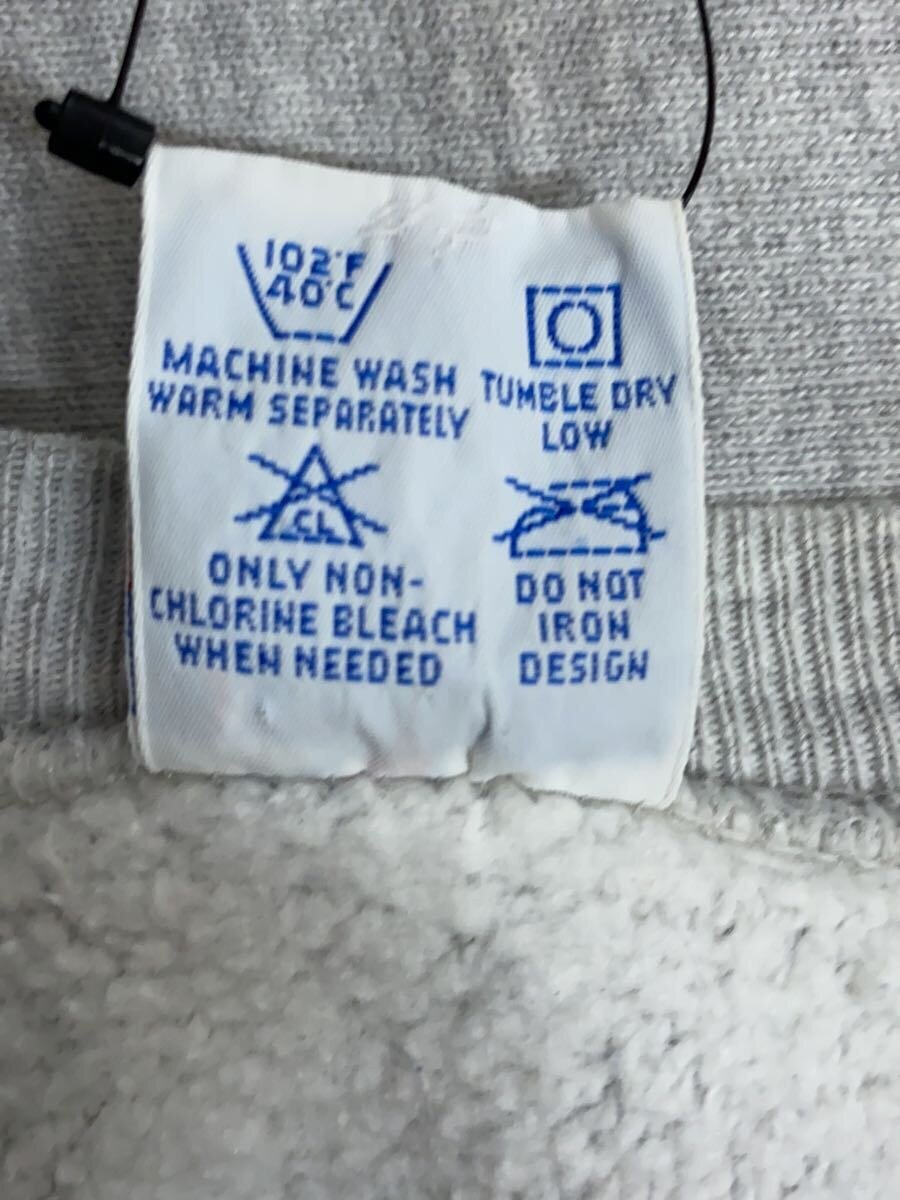 102°F
40°C
MACHINE WASH
WARM SEPARATELY
CL
ONLY NON-
CHLORINE BLEACH
WHEN NEEDED
TUMBLE DRY
LOW
DO NOT
IRON
DESIGN